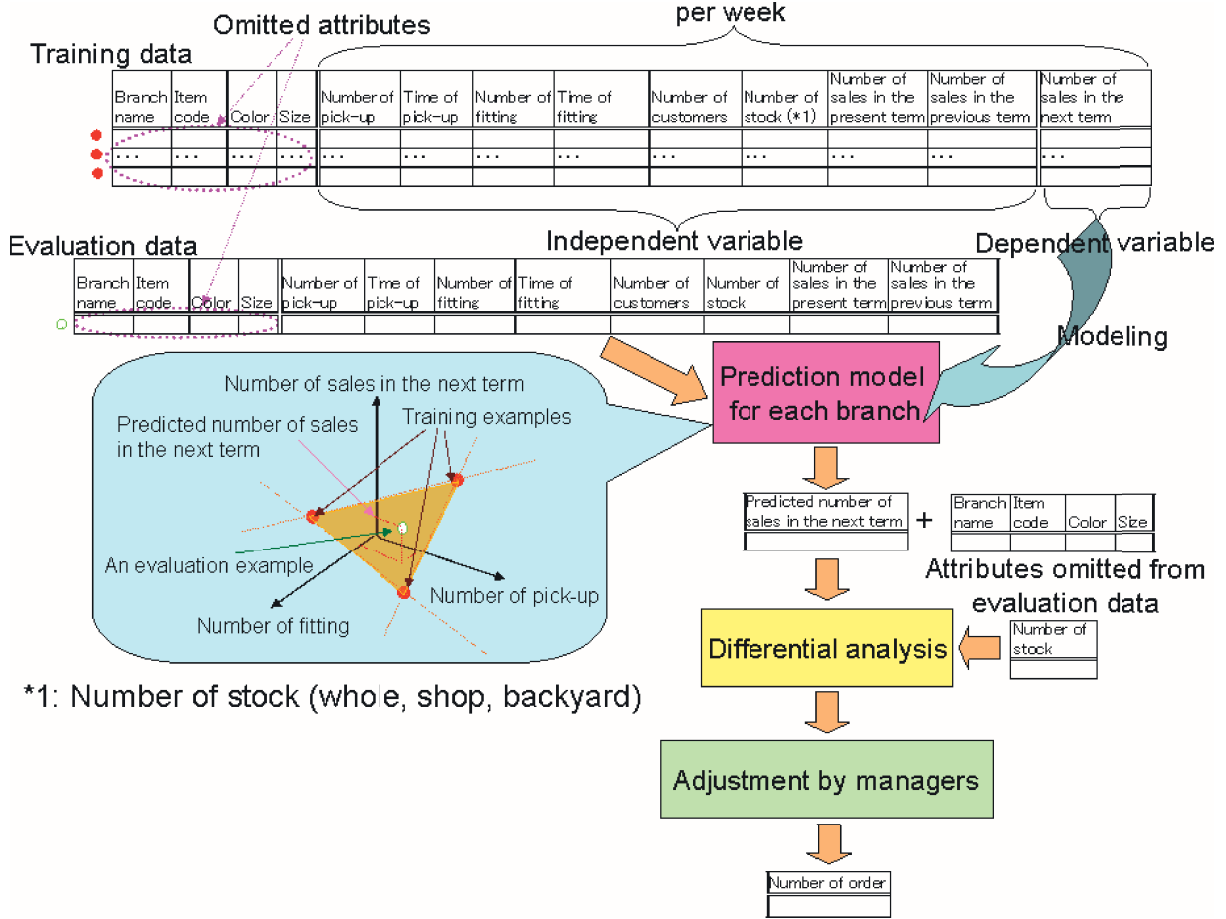 per week
Omitted attributes
Training data
Branch name
Item code
Color
Size
Number of pick-up
Time of pick-up
Number of fitting
Time of fitting
Number of customers
Number of stock (*1)
Number of sales in the present term
Number of sales in the previous term
Number of sales in the next term
... ... ... ... ... ... ... ... ... ... ... ... ...
Independent variable
Dependent variable
Evaluation data
Branch name
Item code
Color
Size
Number of pick-up
Time of pick-up
Number of fitting
Time of fitting
Number of customers
Number of stock
Number of sales in the present term
Number of sales in the previous term
Modeling
Prediction model
for each branch
Number of sales in the next term
Training examples
Predicted number of sales
in the next term
An evaluation example
Number of pick-up
Number of fitting
Predicted number of
sales in the next term
+
Branch name
Item code
Color
Size
Attributes omitted from
evaluation data
Number of
stock
Differential analysis
*1: Number of stock (whole, shop, backyard)
Adjustment by managers
Number of order